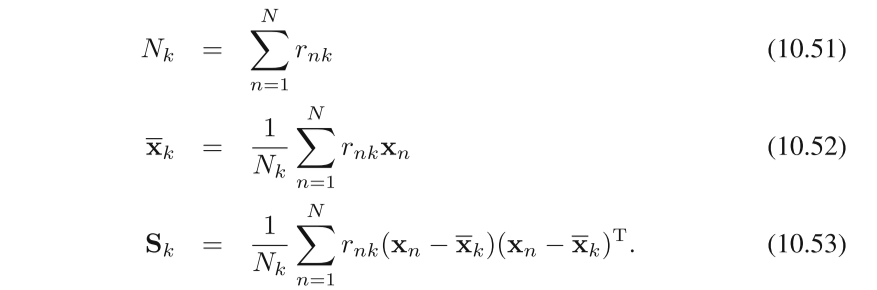 $N_k = \sum_{n=1}^{N} r_{nk}$ (10.51)
$\overline{\mathbf{x}}_k = \frac{1}{N_k} \sum_{n=1}^{N} r_{nk} \mathbf{x}_n$ (10.52)
$\mathbf{S}_k = \frac{1}{N_k} \sum_{n=1}^{N} r_{nk} (\mathbf{x}_n - \overline{\mathbf{x}}_k)(\mathbf{x}_n - \overline{\mathbf{x}}_k)^{\mathrm{T}}.$ (10.53)